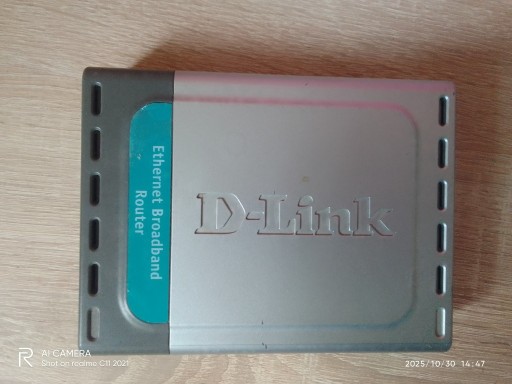 Ethernet Broadband
Router
D-Link
AI CAMERA
Shot on realme C11 2021
2025/10/30 14:47